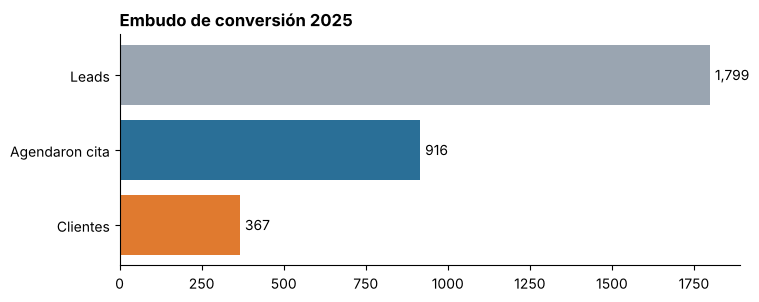 Embudo de conversión 2025
Leads
1,799
Agendaron cita
916
Clientes
367
0 250 500 750 1000 1250 1500 1750